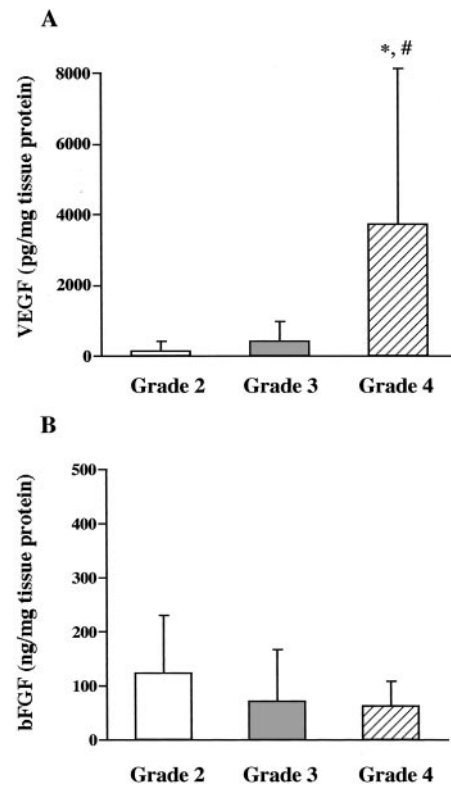 A
*, #
8000
6000
4000
2000
0
VEGF (pg/mg tissue protein)
Grade 2 Grade 3 Grade 4
B
500
400
300
200
100
0
bFGF (ng/mg tissue protein)
Grade 2 Grade 3 Grade 4